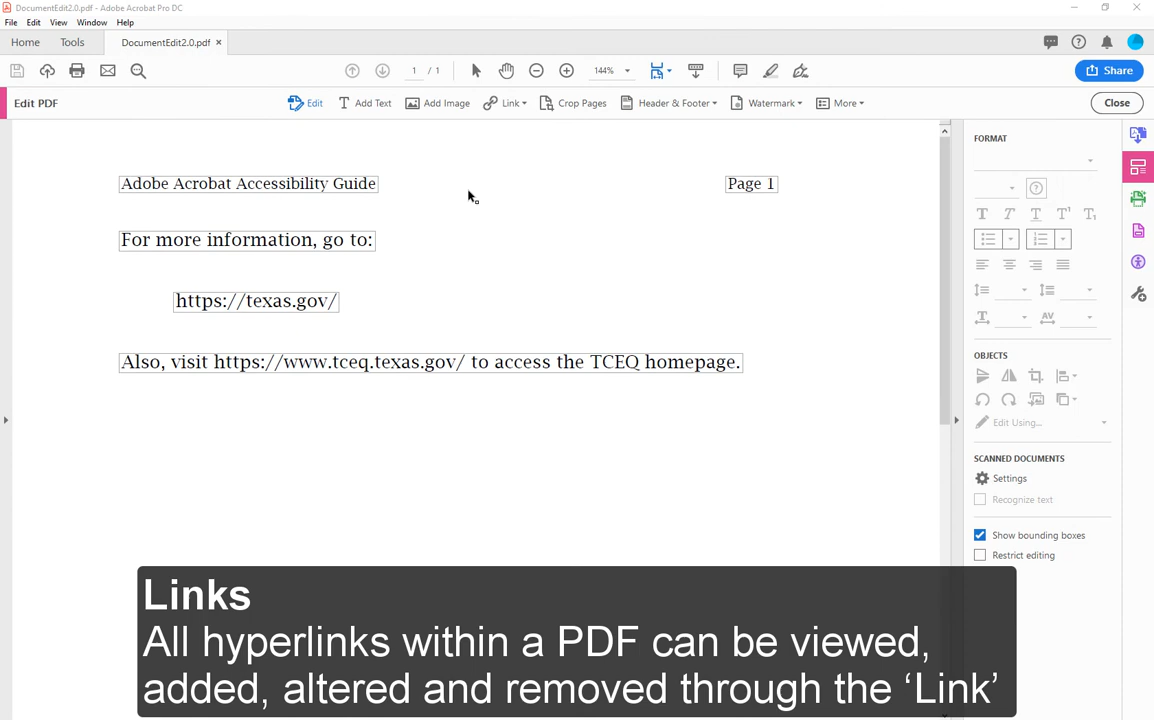 DocumentEdit2.0.pdf - Adobe Acrobat Pro DC
File Edit View Window Help
Home Tools DocumentEdit2.0.pdf ×
1 / 1 144% Share
Edit PDF Edit Add Text Add Image Link Crop Pages Header & Footer Watermark More Close
FORMAT
Adobe Acrobat Accessibility Guide Page 1
For more information, go to:
https://texas.gov/
Also, visit https://www.tceq.texas.gov/ to access the TCEQ homepage.
OBJECTS
Edit Using...
SCANNED DOCUMENTS
Settings
Recognize text
Show bounding boxes
Restrict editing
Links
All hyperlinks within a PDF can be viewed,
added, altered and removed through the ‘Link’